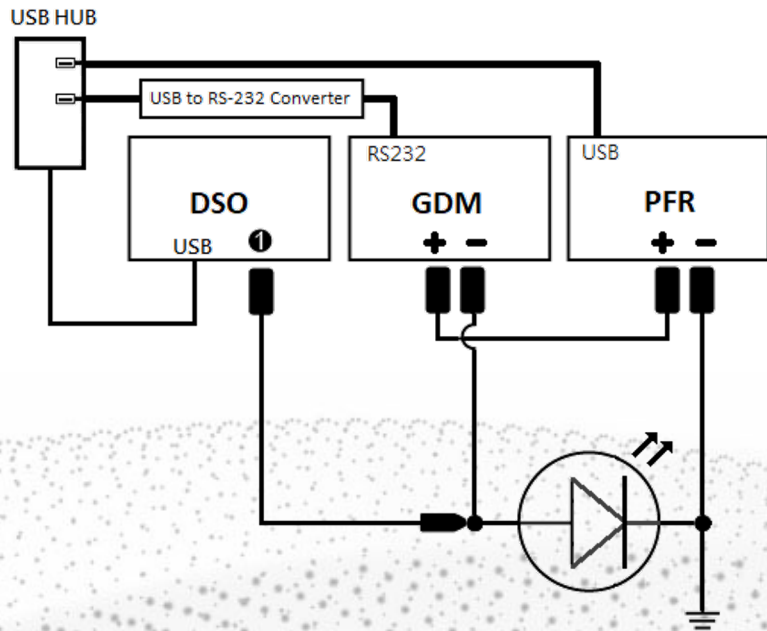 USB HUB
USB to RS-232 Converter
RS232
USB
DSO
GDM
PFR
USB
1
+ -
+ -